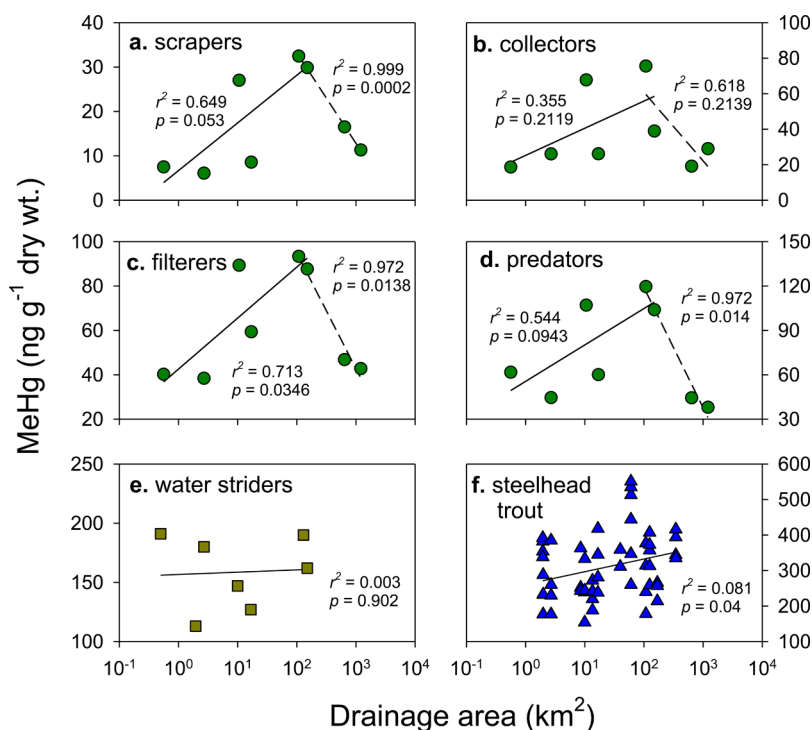 MeHg (ng g⁻¹ dry wt.)
a. scrapers
r² = 0.649
p = 0.053
r² = 0.999
p = 0.0002
40
30
20
10
0
b. collectors
r² = 0.355
p = 0.2119
r² = 0.618
p = 0.2139
100
80
60
40
20
0
c. filterers
r² = 0.972
p = 0.0138
r² = 0.713
p = 0.0346
100
80
60
40
20
d. predators
r² = 0.544
p = 0.0943
r² = 0.972
p = 0.014
150
120
90
60
30
e. water striders
r² = 0.003
p = 0.902
250
200
150
100
10⁻¹ 10⁰ 10¹ 10² 10³ 10⁴
f. steelhead
trout
r² = 0.081
p = 0.04
600
500
400
300
200
100
10⁻¹ 10⁰ 10¹ 10² 10³ 10⁴
Drainage area (km²)